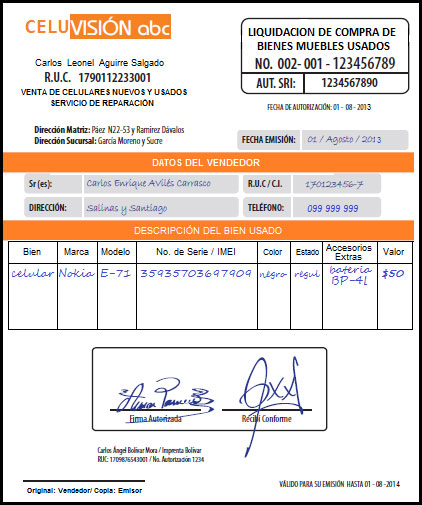 CELUVISIÓN abc
Carlos Leonel Aguirre Salgado
R.U.C. 1790112233001
VENTA DE CELULARES NUEVOS Y USADOS
SERVICIO DE REPARACIÓN
Dirección Matriz: Páez N22-53 y Ramírez Dávalos
Dirección Sucursal: García Moreno y Sucre
LIQUIDACION DE COMPRA DE
BIENES MUEBLES USADOS
NO. 002- 001 - 123456789
AUT. SRI: 1234567890
FECHA DE AUTORIZACIÓN: 01 - 08 - 2013
FECHA EMISIÓN: 01 / Agosto / 2013
DATOS DEL VENDEDOR
Sr(es): Carlos Enrique Avilés Carrasco R.U.C / C.I. 170123456-7
DIRECCIÓN: Salinas y Santiago TELÉFONO: 099 999 999
DESCRIPCIÓN DEL BIEN USADO
Bien Marca Modelo No. de Serie / IMEI Color Estado Accesorios Extras Valor
celular Nokia E-71 35935703697909 negro regul batería BP-4L $50
Firma Autorizada Recibí Conforme
Carlos Ángel Bolívar Mora / Imprenta Bolívar
RUC: 1709876543001 / No. Autorización 1234
Original: Vendedor/ Copia: Emisor
VÁLIDO PARA SU EMISIÓN HASTA 01 - 08 - 2014